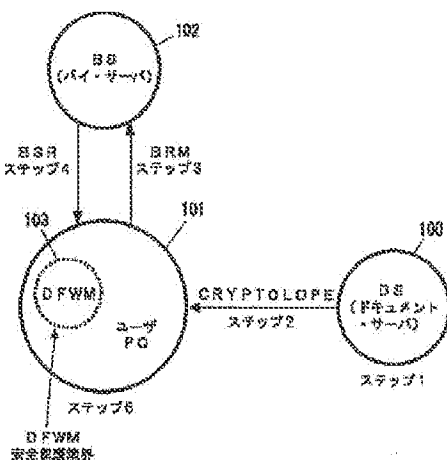 102
BS
(バイ・サーバ)
BSR
ステップ4
BRM
ステップ3
103
101
100
DFWM
ユーザ
PC
CRYPTOLOPE
ステップ2
DS
(ドキュメント
・サーバ)
ステップ1
ステップ5
DFWM